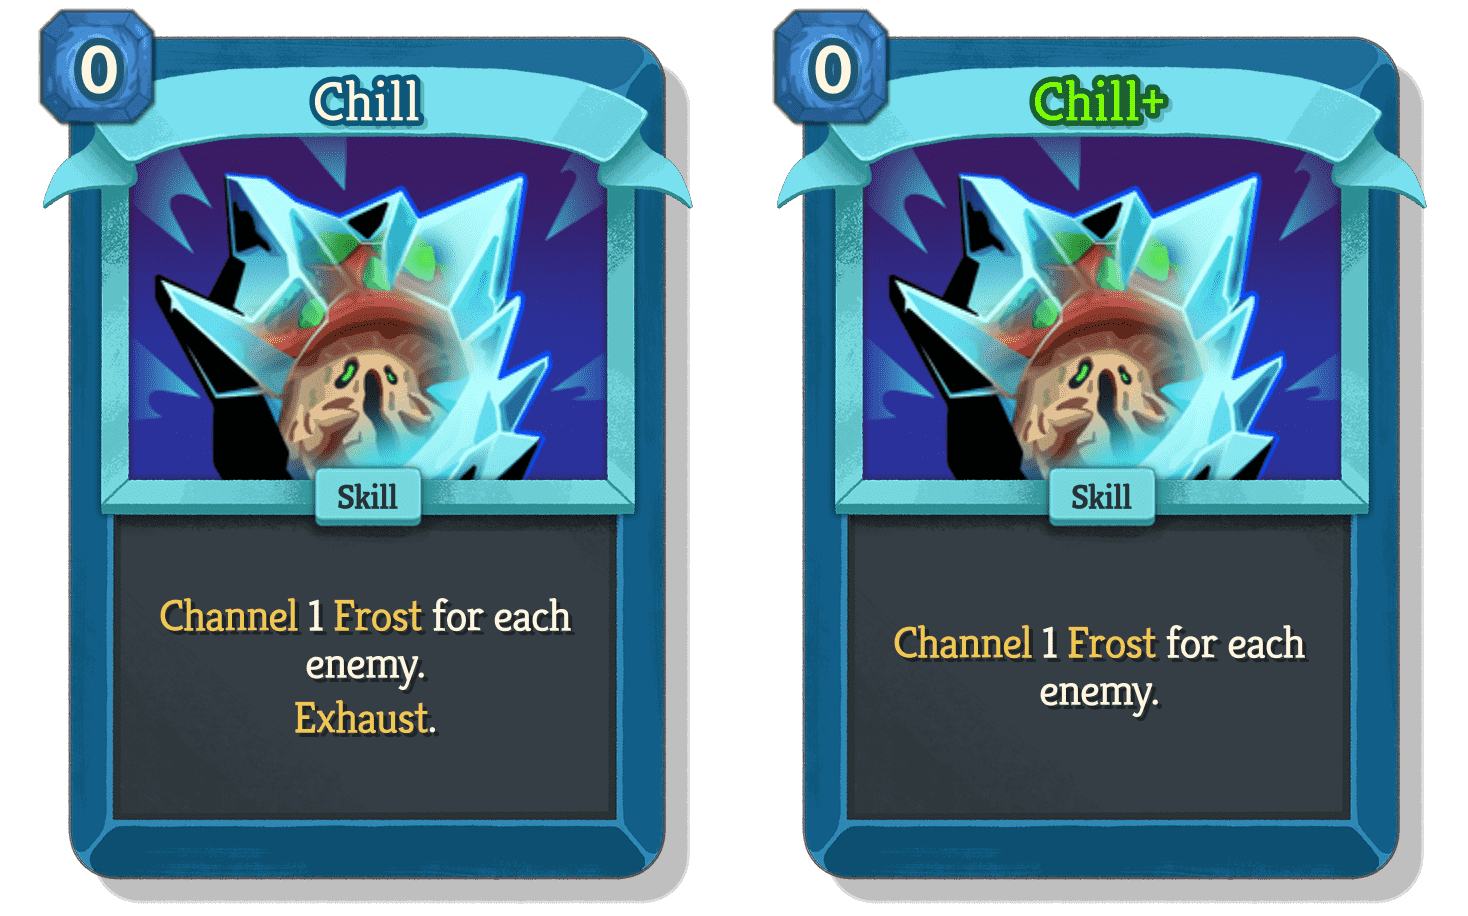 0
Chill
Skill
Channel 1 Frost for each
enemy.
Exhaust.
0
Chill+
Skill
Channel 1 Frost for each
enemy.